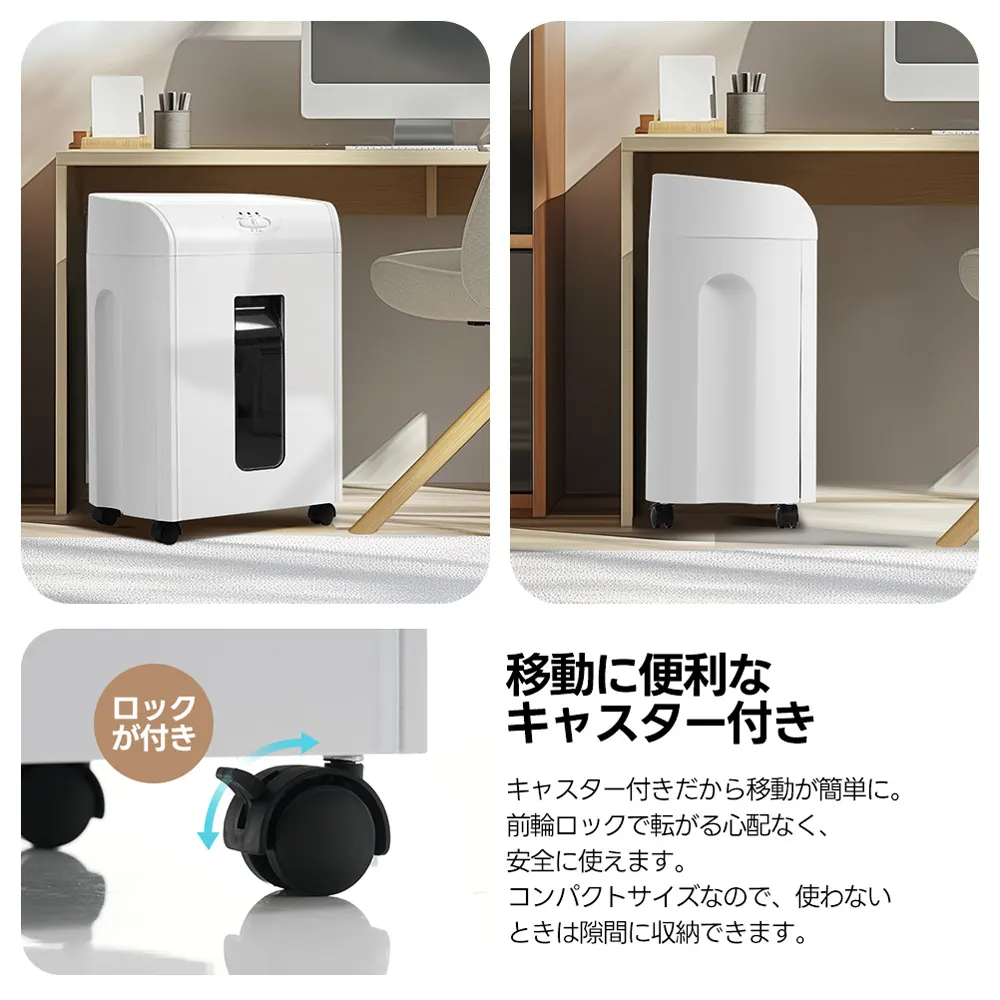 ロック
が付き
移動に便利な
キャスター付き
キャスター付きだから移動が簡単に。
前輪ロックで転がる心配なく、
安全に使えます。
コンパクトサイズなので、使わない
ときは隙間に収納できます。